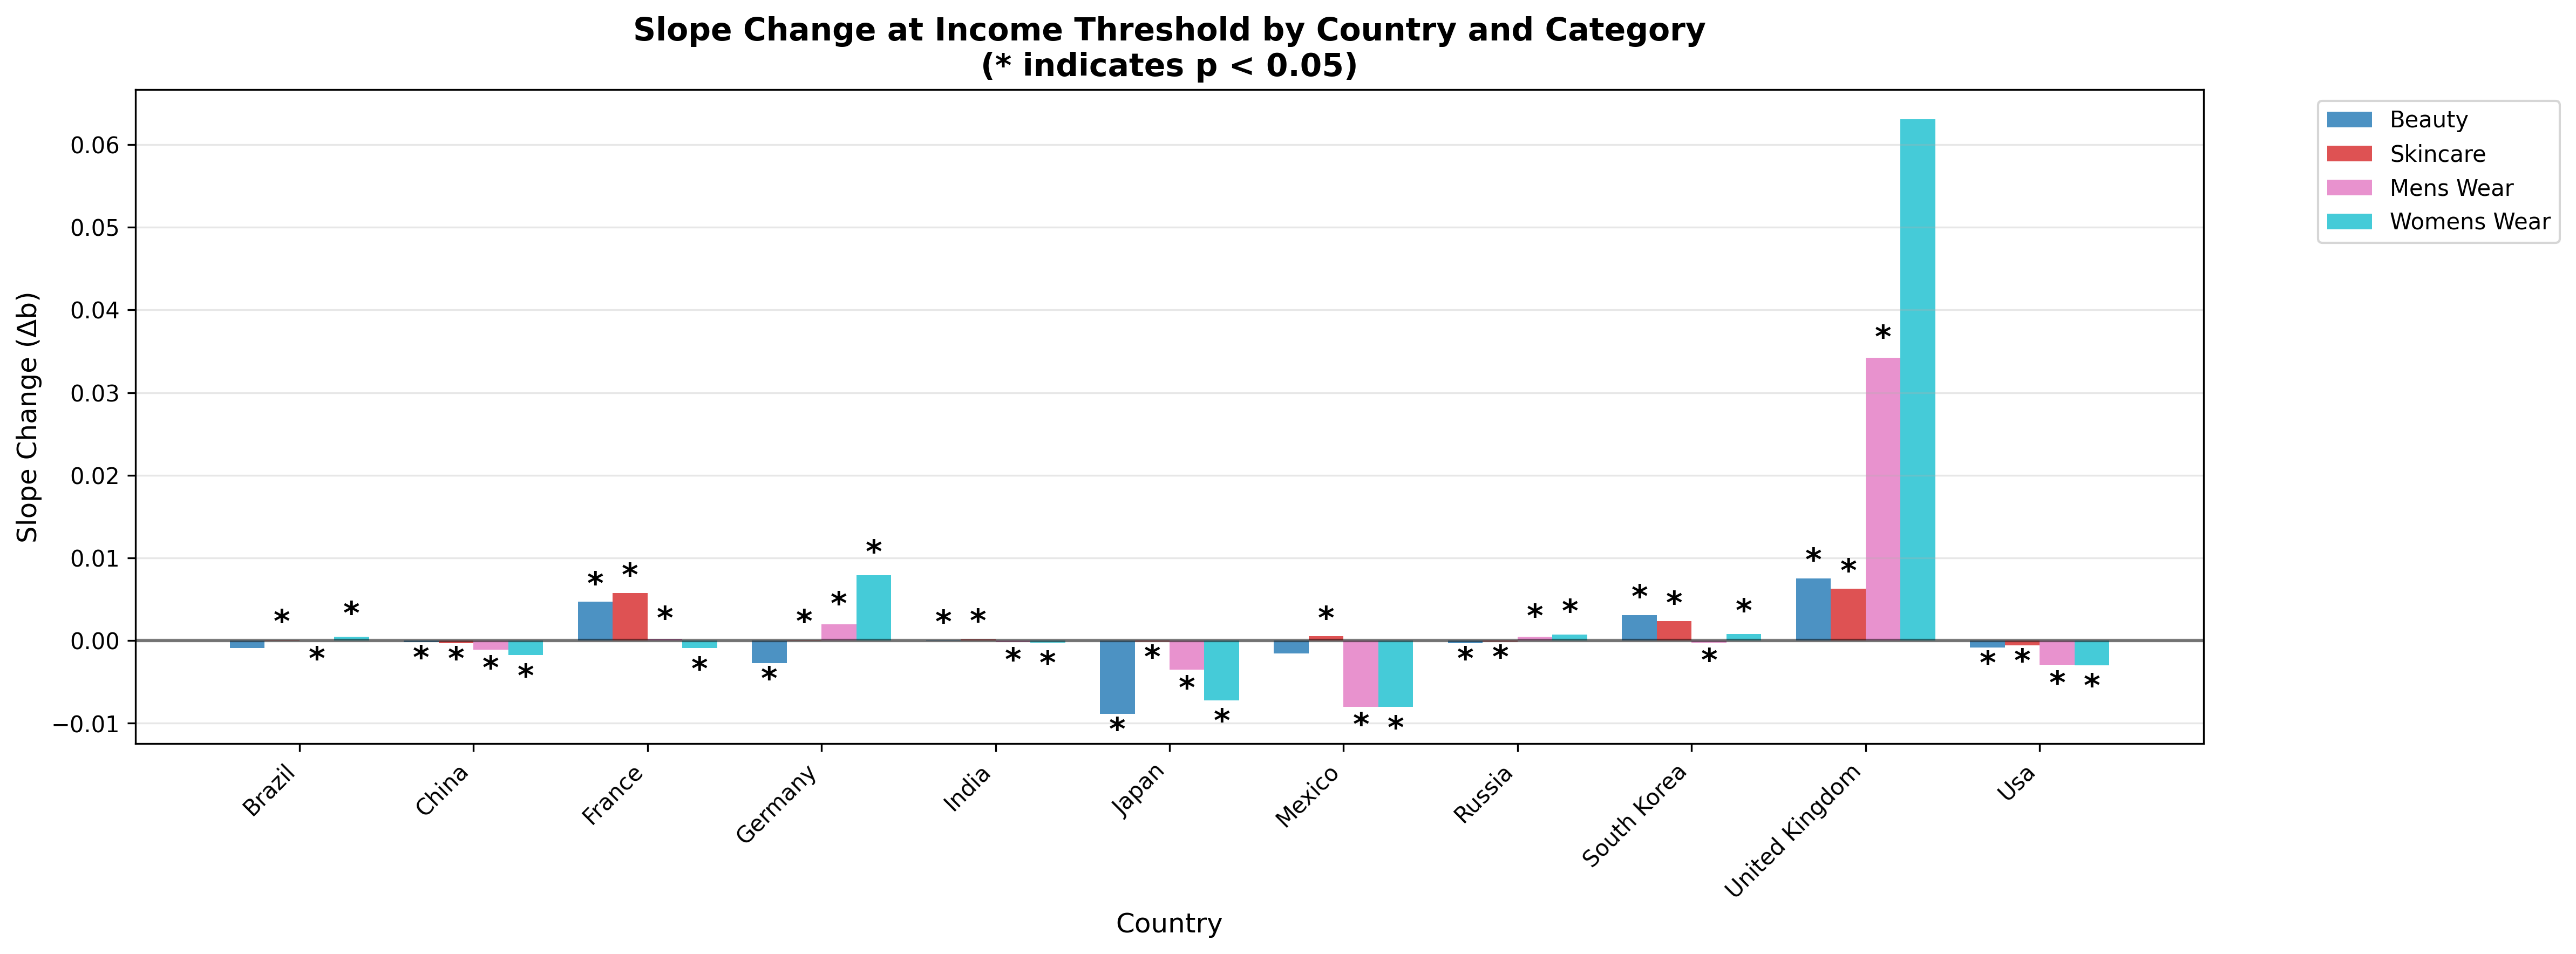 Slope Change at Income Threshold by Country and Category
(* indicates p < 0.05)
Beauty
Skincare
Mens Wear
Womens Wear
Slope Change (Δb)
0.06
0.05
0.04
0.03
0.02
0.01
0.00
−0.01
* * * * * * * * * * * * * * * * * * * * * * * * * * * * * * * * * * * * * * * *
Brazil
China
France
Germany
India
Japan
Mexico
Russia
South Korea
United Kingdom
Usa
Country